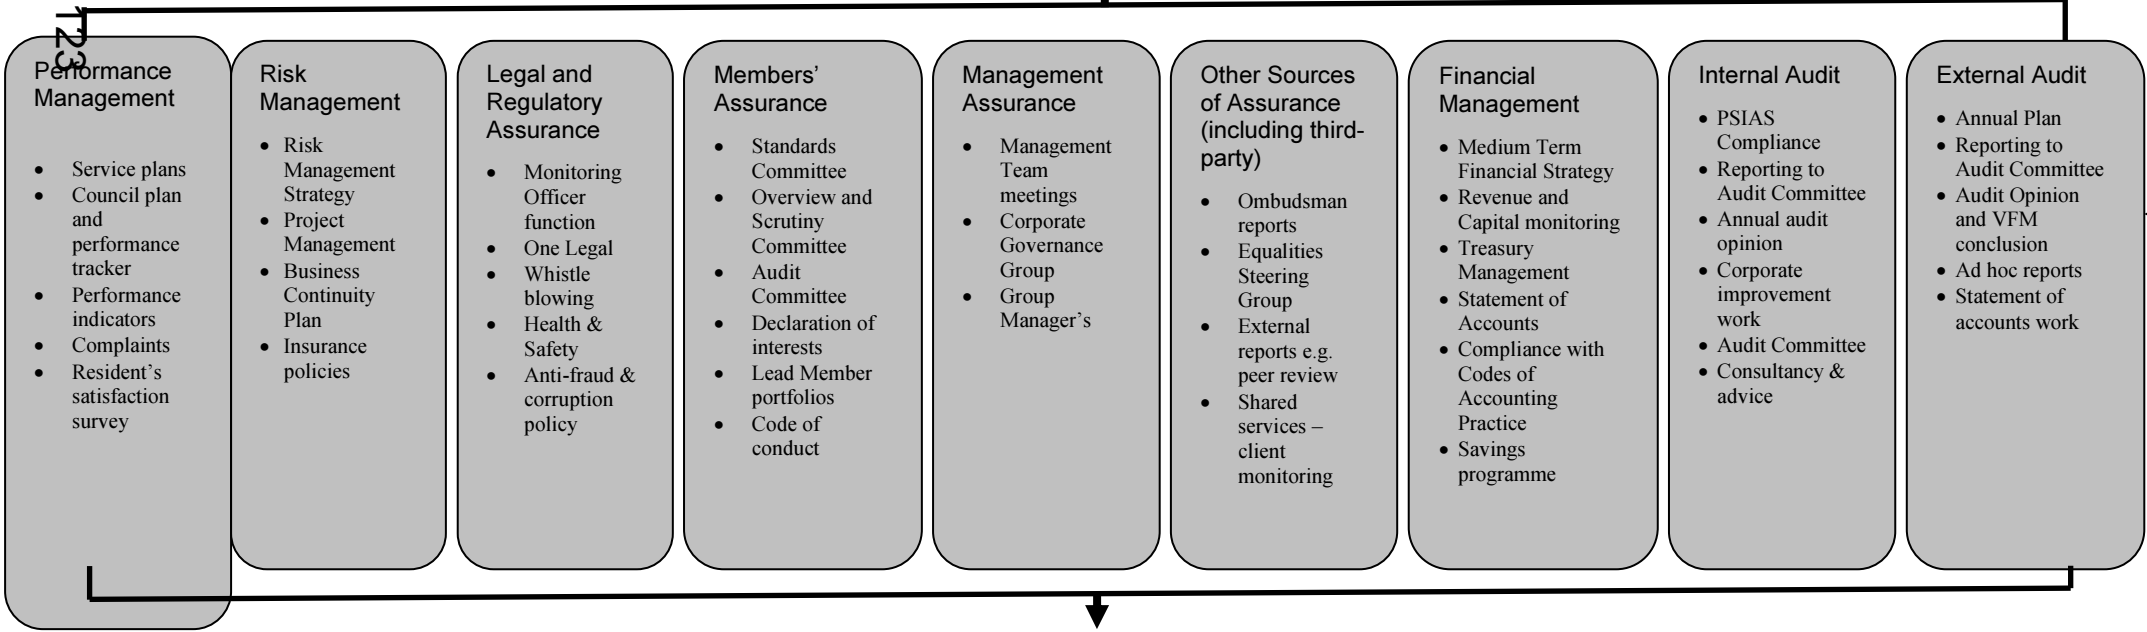 123
Performance
Management
• Service plans
• Council plan
and
performance
tracker
• Performance
indicators
• Complaints
• Resident’s
satisfaction
survey
Risk
Management
• Risk
Management
Strategy
• Project
Management
• Business
Continuity
Plan
• Insurance
policies
Legal and
Regulatory
Assurance
• Monitoring
Officer
function
• One Legal
• Whistle
blowing
• Health &
Safety
• Anti-fraud &
corruption
policy
Members’
Assurance
• Standards
Committee
• Overview and
Scrutiny
Committee
• Audit
Committee
• Declaration of
interests
• Lead Member
portfolios
• Code of
conduct
Management
Assurance
• Management
Team
meetings
• Corporate
Governance
Group
• Group
Manager’s
Other Sources
of Assurance
(including third-
party)
• Ombudsman
reports
• Equalities
Steering
Group
• External
reports e.g.
peer review
• Shared
services –
client
monitoring
Financial
Management
• Medium Term
Financial Strategy
• Revenue and
Capital monitoring
• Treasury
Management
• Statement of
Accounts
• Compliance with
Codes of
Accounting
Practice
• Savings
programme
Internal Audit
• PSIAS
Compliance
• Reporting to
Audit Committee
• Annual audit
opinion
• Corporate
improvement
work
• Audit Committee
• Consultancy &
advice
External Audit
• Annual Plan
• Reporting to
Audit Committee
• Audit Opinion
and VFM
conclusion
• Ad hoc reports
• Statement of
accounts work